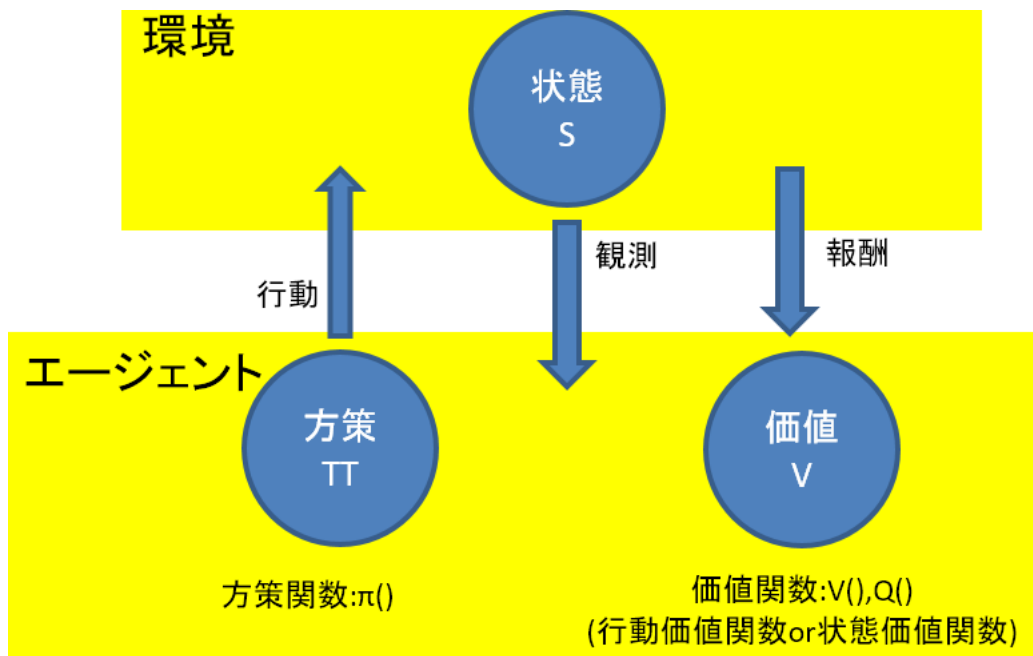 環境
状態
S
行動
観測
報酬
エージェント
方策
TT
価値
V
方策関数:π()
価値関数:V(),Q()
(行動価値関数or状態価値関数)